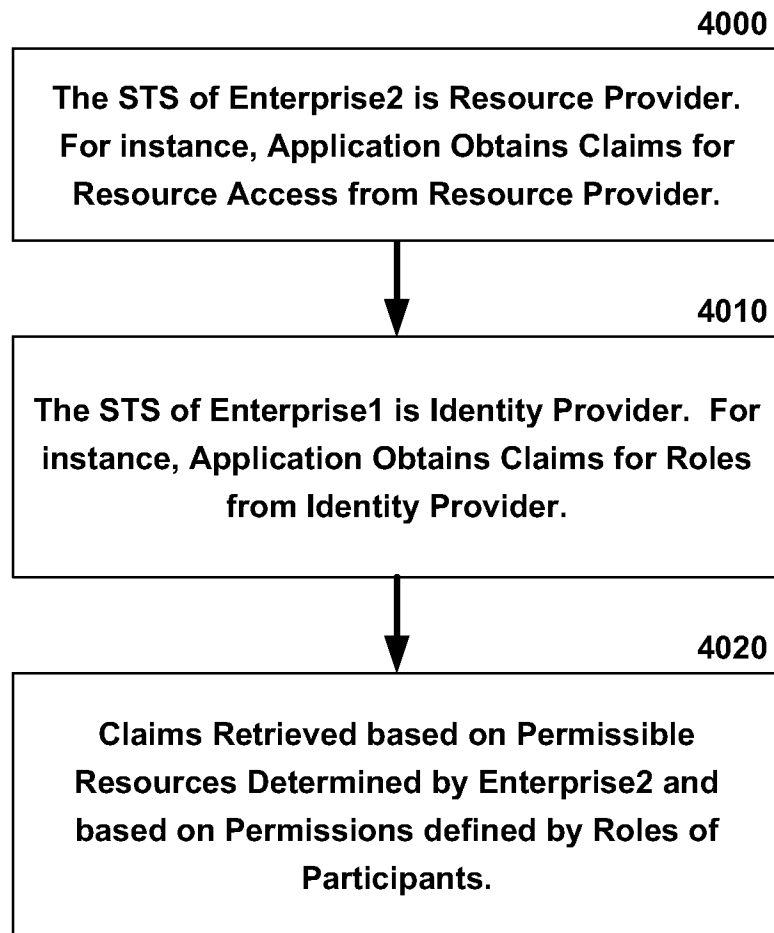 4000
The STS of Enterprise2 is Resource Provider.
For instance, Application Obtains Claims for
Resource Access from Resource Provider.
4010
The STS of Enterprise1 is Identity Provider.  For
instance, Application Obtains Claims for Roles
from Identity Provider.
4020
Claims Retrieved based on Permissible
Resources Determined by Enterprise2 and
based on Permissions defined by Roles of
Participants.